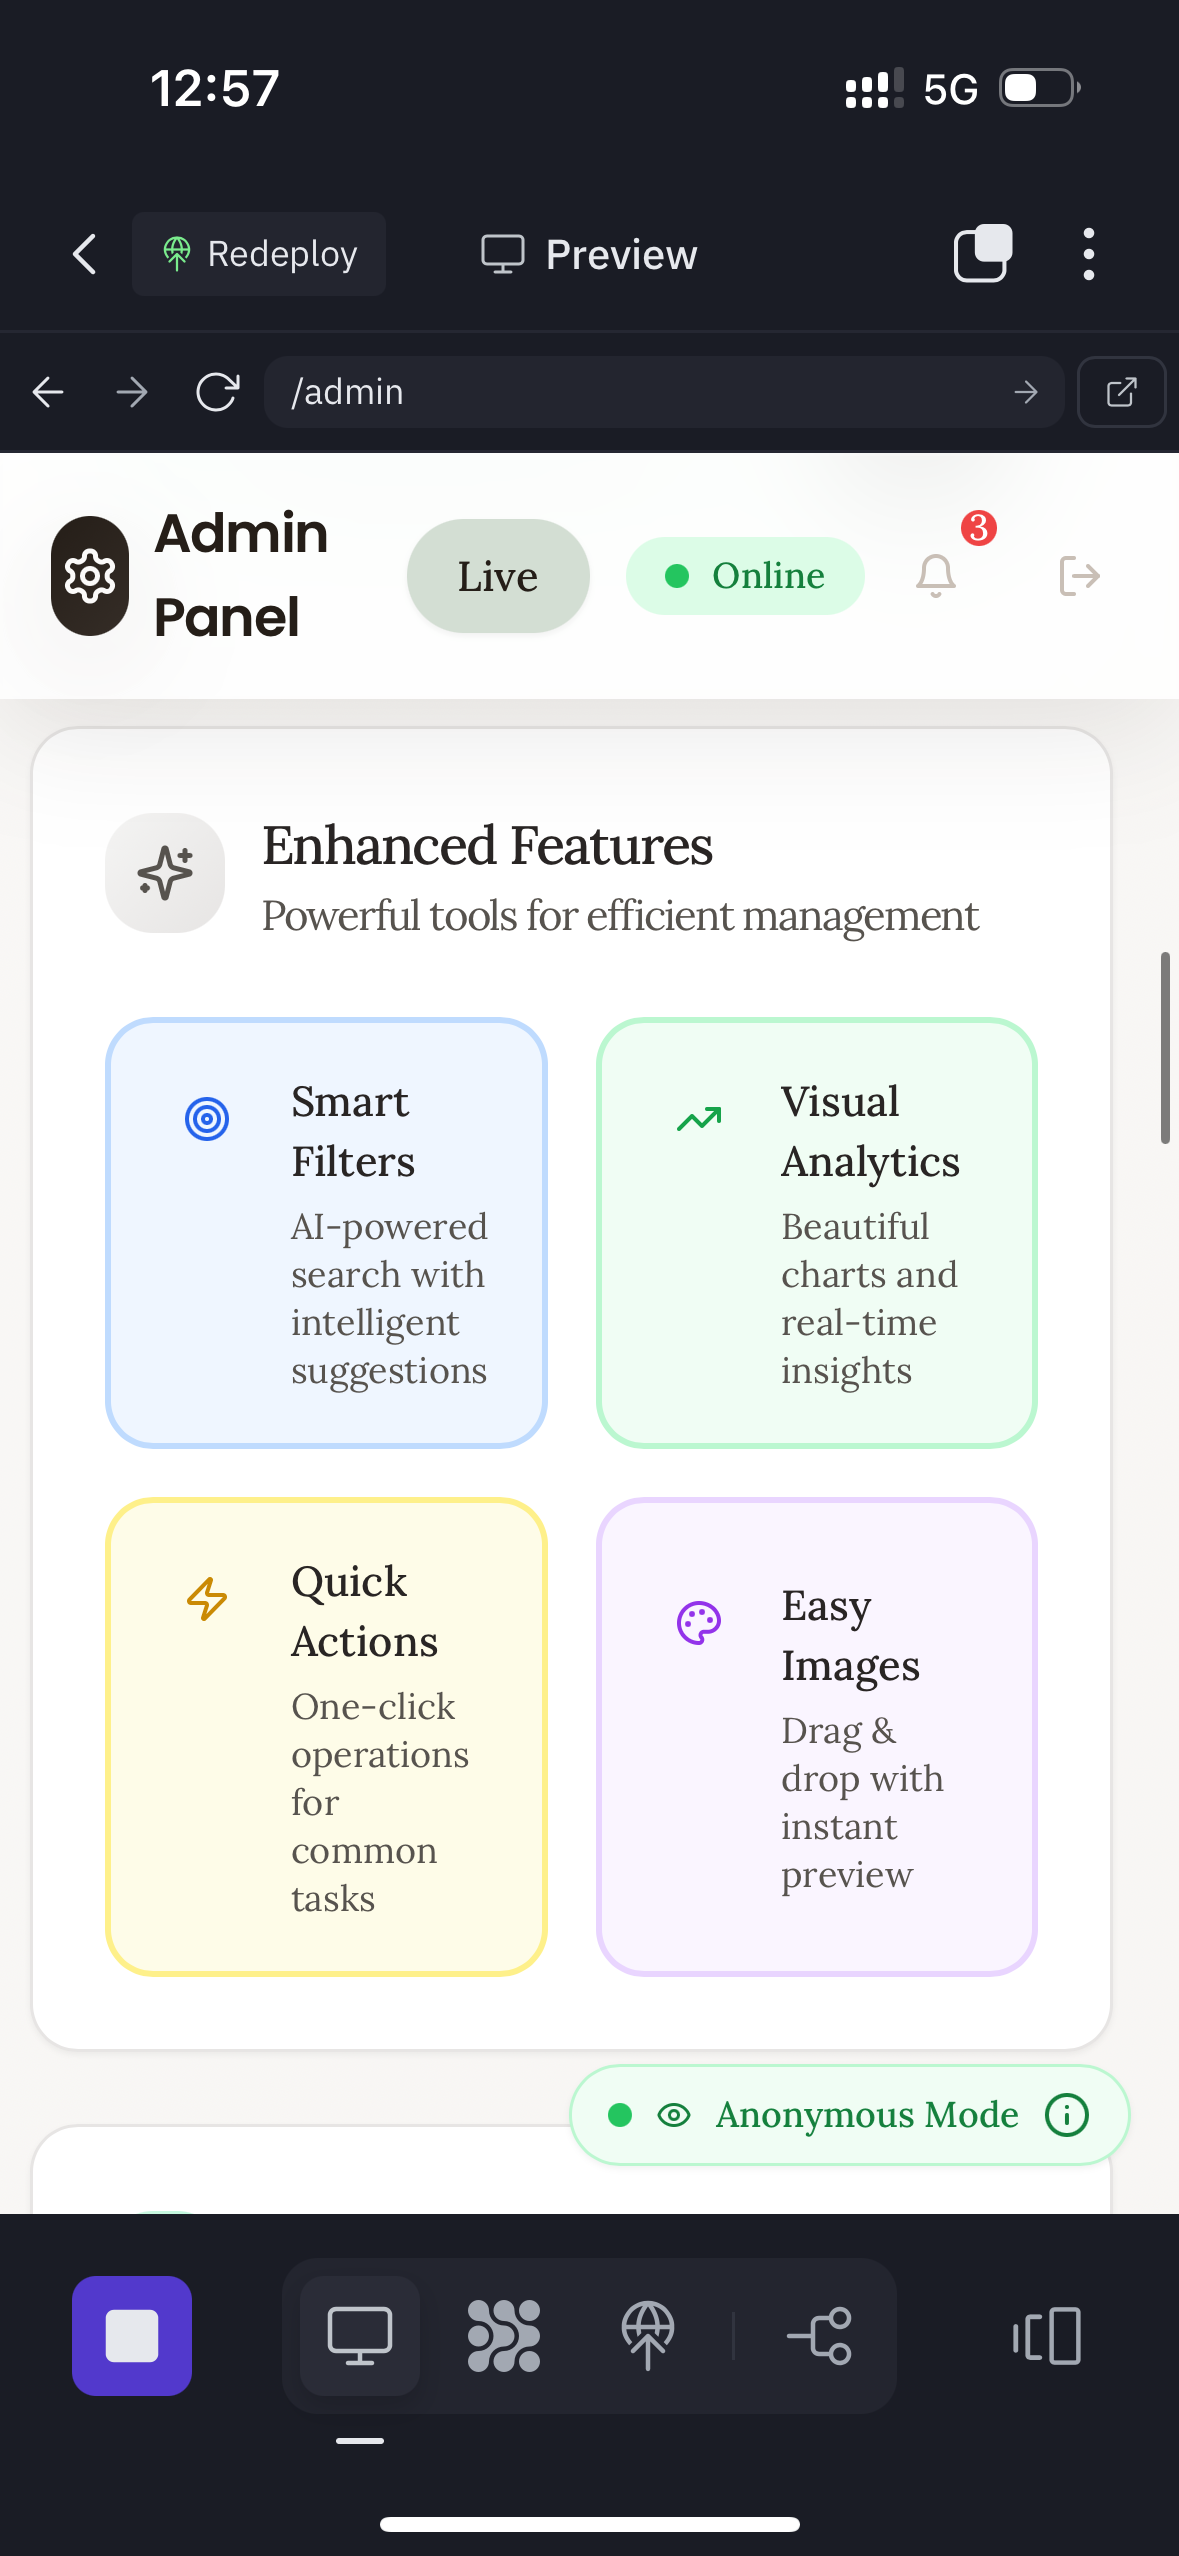 12:57
5G
Redeploy
Preview
/admin
Admin
Panel
Live
Online
3
Enhanced Features
Powerful tools for efficient management
Smart
Filters
AI-powered
search with
intelligent
suggestions
Visual
Analytics
Beautiful
charts and
real-time
insights
Quick
Actions
One-click
operations
for
common
tasks
Easy
Images
Drag &
drop with
instant
preview
Anonymous Mode